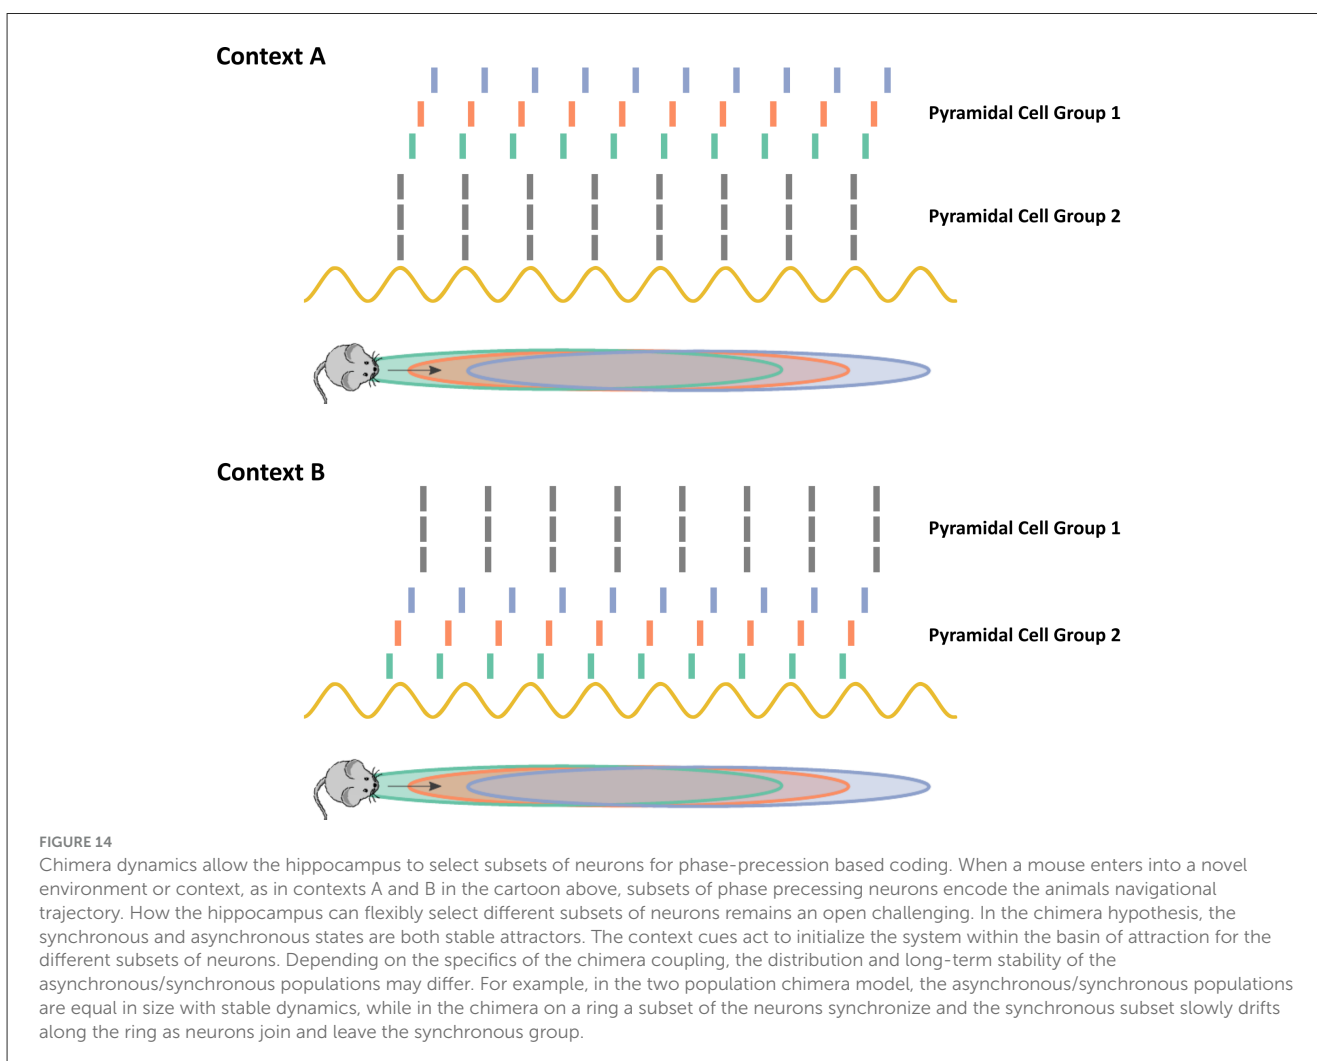 Context A
Pyramidal Cell Group 1
Pyramidal Cell Group 2
Context B
Pyramidal Cell Group 1
Pyramidal Cell Group 2
FIGURE 14
Chimera dynamics allow the hippocampus to select subsets of neurons for phase-precession based coding. When a mouse enters into a novel
environment or context, as in contexts A and B in the cartoon above, subsets of phase precessing neurons encode the animals navigational
trajectory. How the hippocampus can flexibly select different subsets of neurons remains an open challenging. In the chimera hypothesis, the
synchronous and asynchronous states are both stable attractors. The context cues act to initialize the system within the basin of attraction for the
different subsets of neurons. Depending on the specifics of the chimera coupling, the distribution and long-term stability of the
asynchronous/synchronous populations may differ. For example, in the two population chimera model, the asynchronous/synchronous populations
are equal in size with stable dynamics, while in the chimera on a ring a subset of the neurons synchronize and the synchronous subset slowly drifts
along the ring as neurons join and leave the synchronous group.